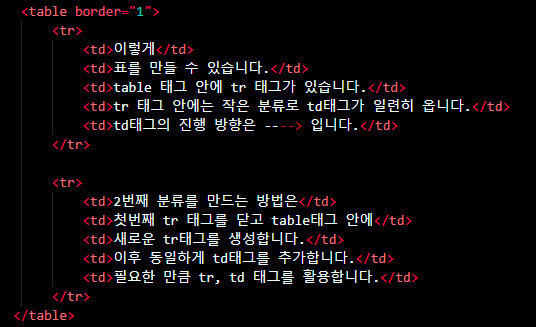 <table border="1">
<tr>
<td>이렇게</td>
<td>표를 만들 수 있습니다.</td>
<td>table 태그 안에 tr 태그가 있습니다.</td>
<td>tr 태그 안에는 작은 분류로 td태그가 일련히 옵니다.</td>
<td>td태그의 진행 방향은 ----> 입니다.</td>
</tr>
<tr>
<td>2번째 분류를 만드는 방법은</td>
<td>첫번째 tr 태그를 닫고 table태그 안에</td>
<td>새로운 tr태그를 생성합니다.</td>
<td>이후 동일하게 td태그를 추가합니다.</td>
<td>필요한 만큼 tr, td 태그를 활용합니다.</td>
</tr>
</table>